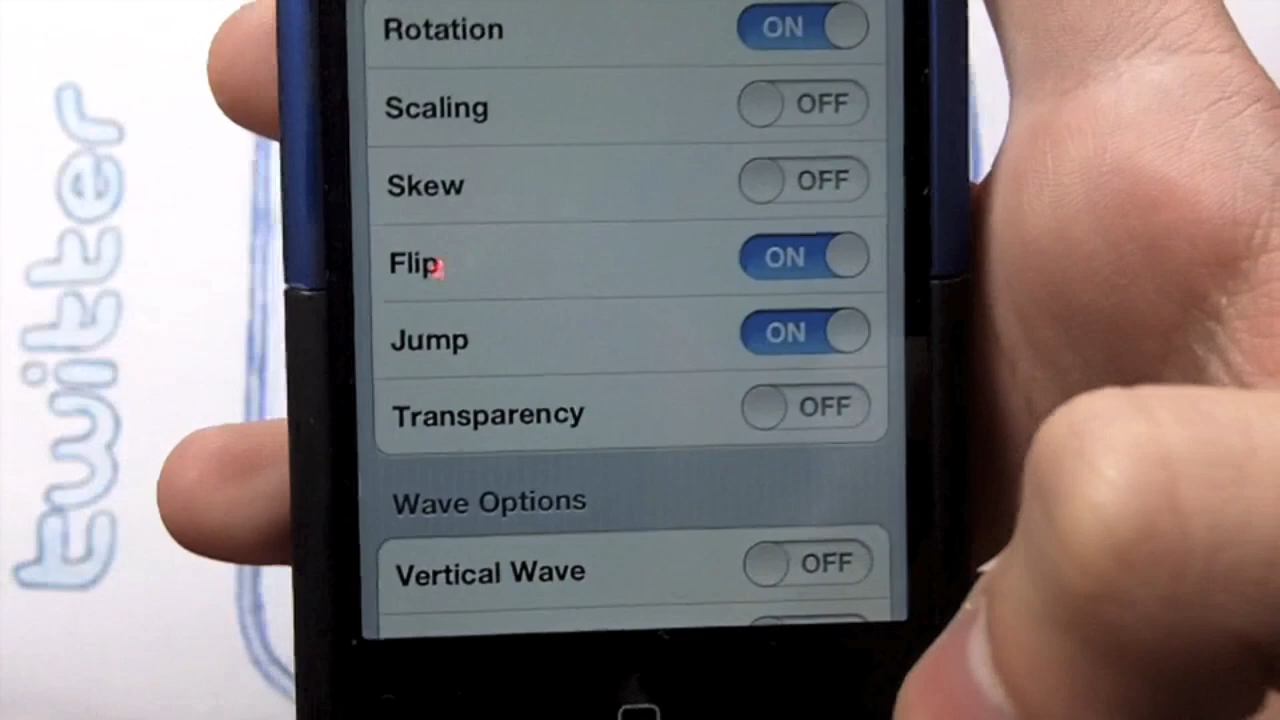 Rotation ON
Scaling OFF
Skew OFF
Flip ON
Jump ON
Transparency OFF
Wave Options
Vertical Wave OFF
twitter